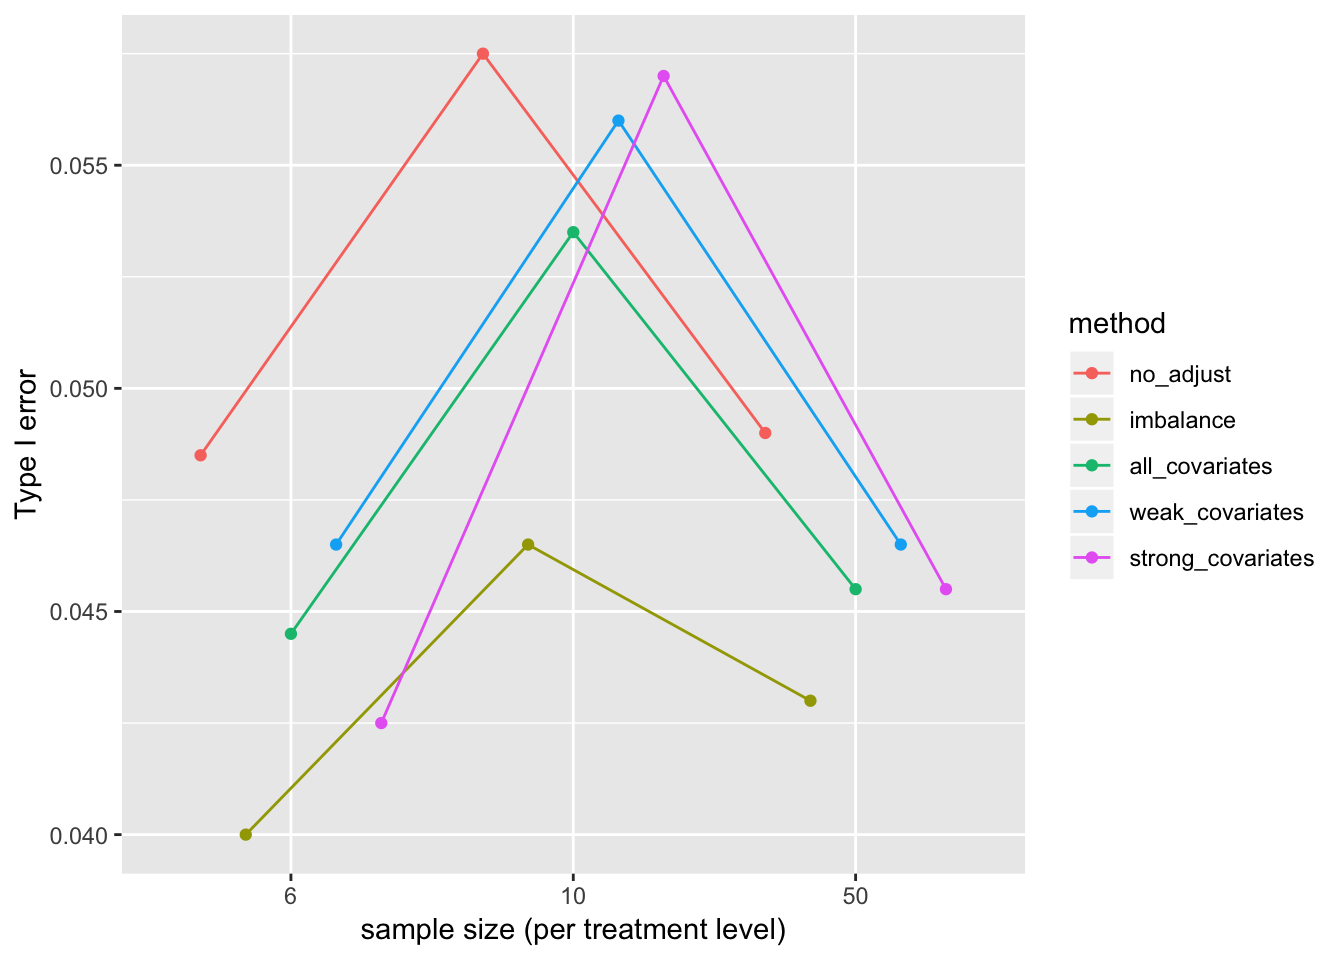 0.055
0.050
0.045
0.040
Type I error
6 10 50
sample size (per treatment level)
method
no_adjust
imbalance
all_covariates
weak_covariates
strong_covariates